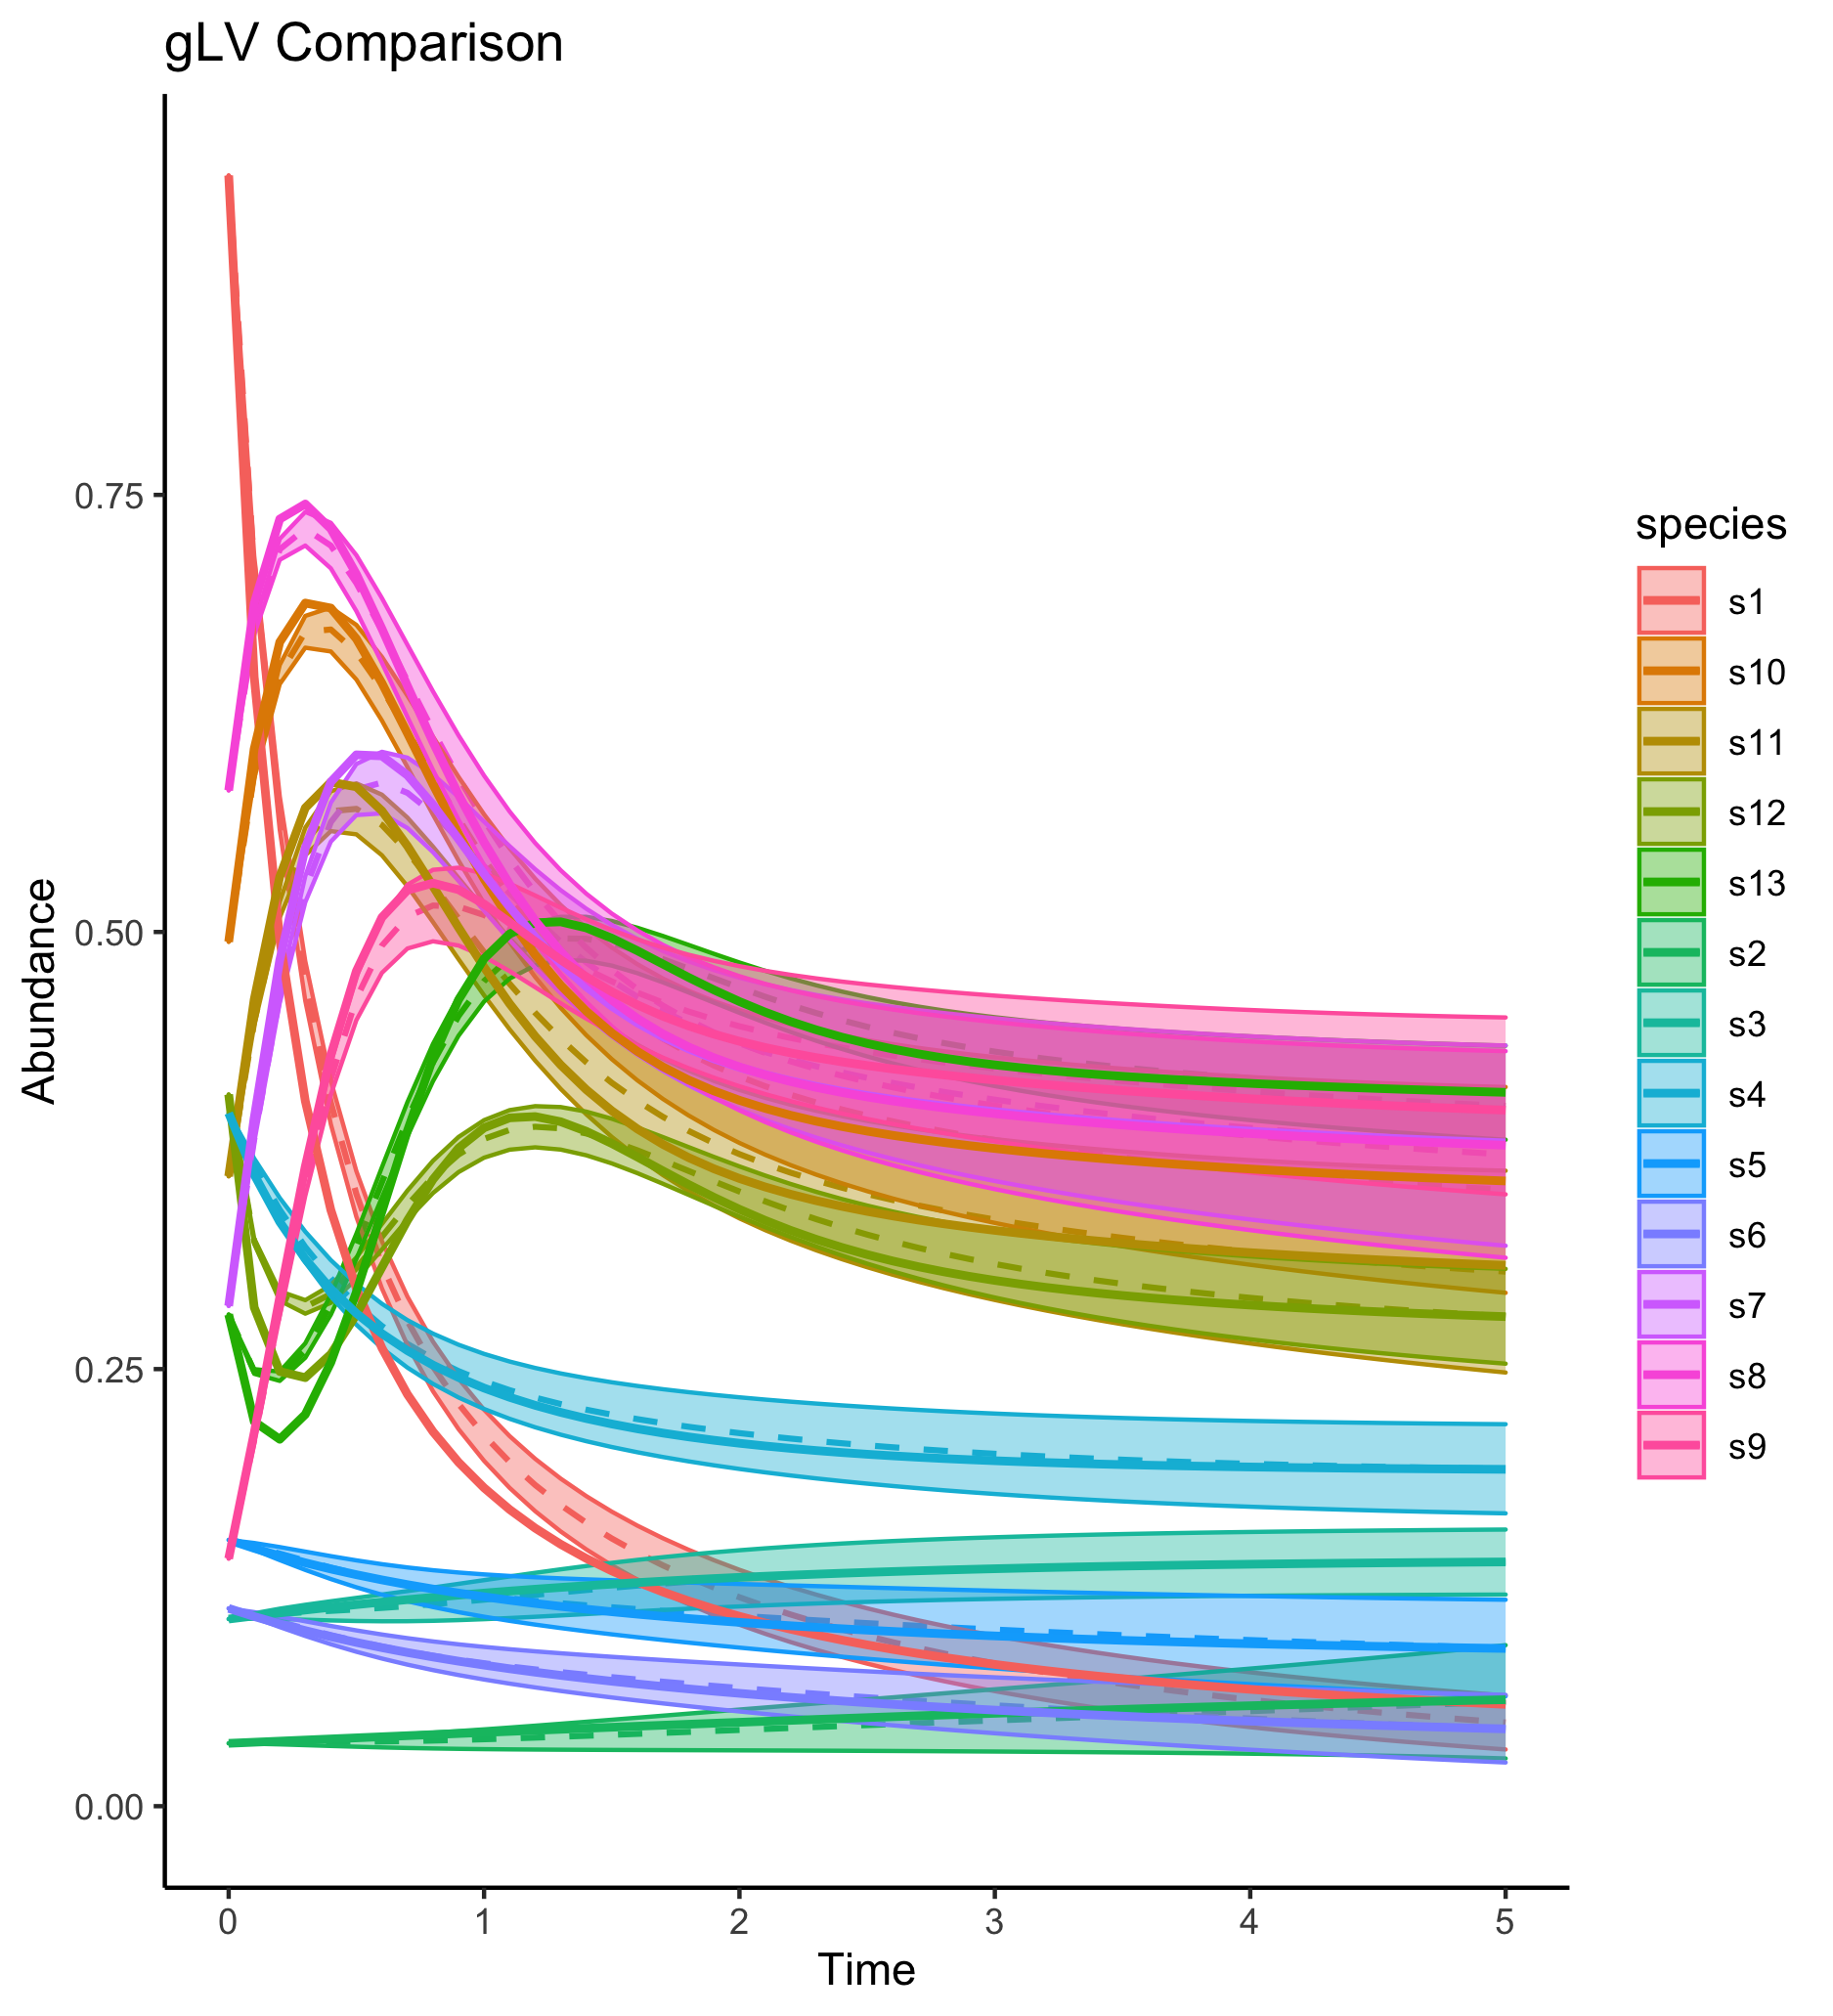 gLV Comparison
Abundance
0.75
0.50
0.25
0.00
0 1 2 3 4 5
Time
species
s1
s10
s11
s12
s13
s2
s3
s4
s5
s6
s7
s8
s9